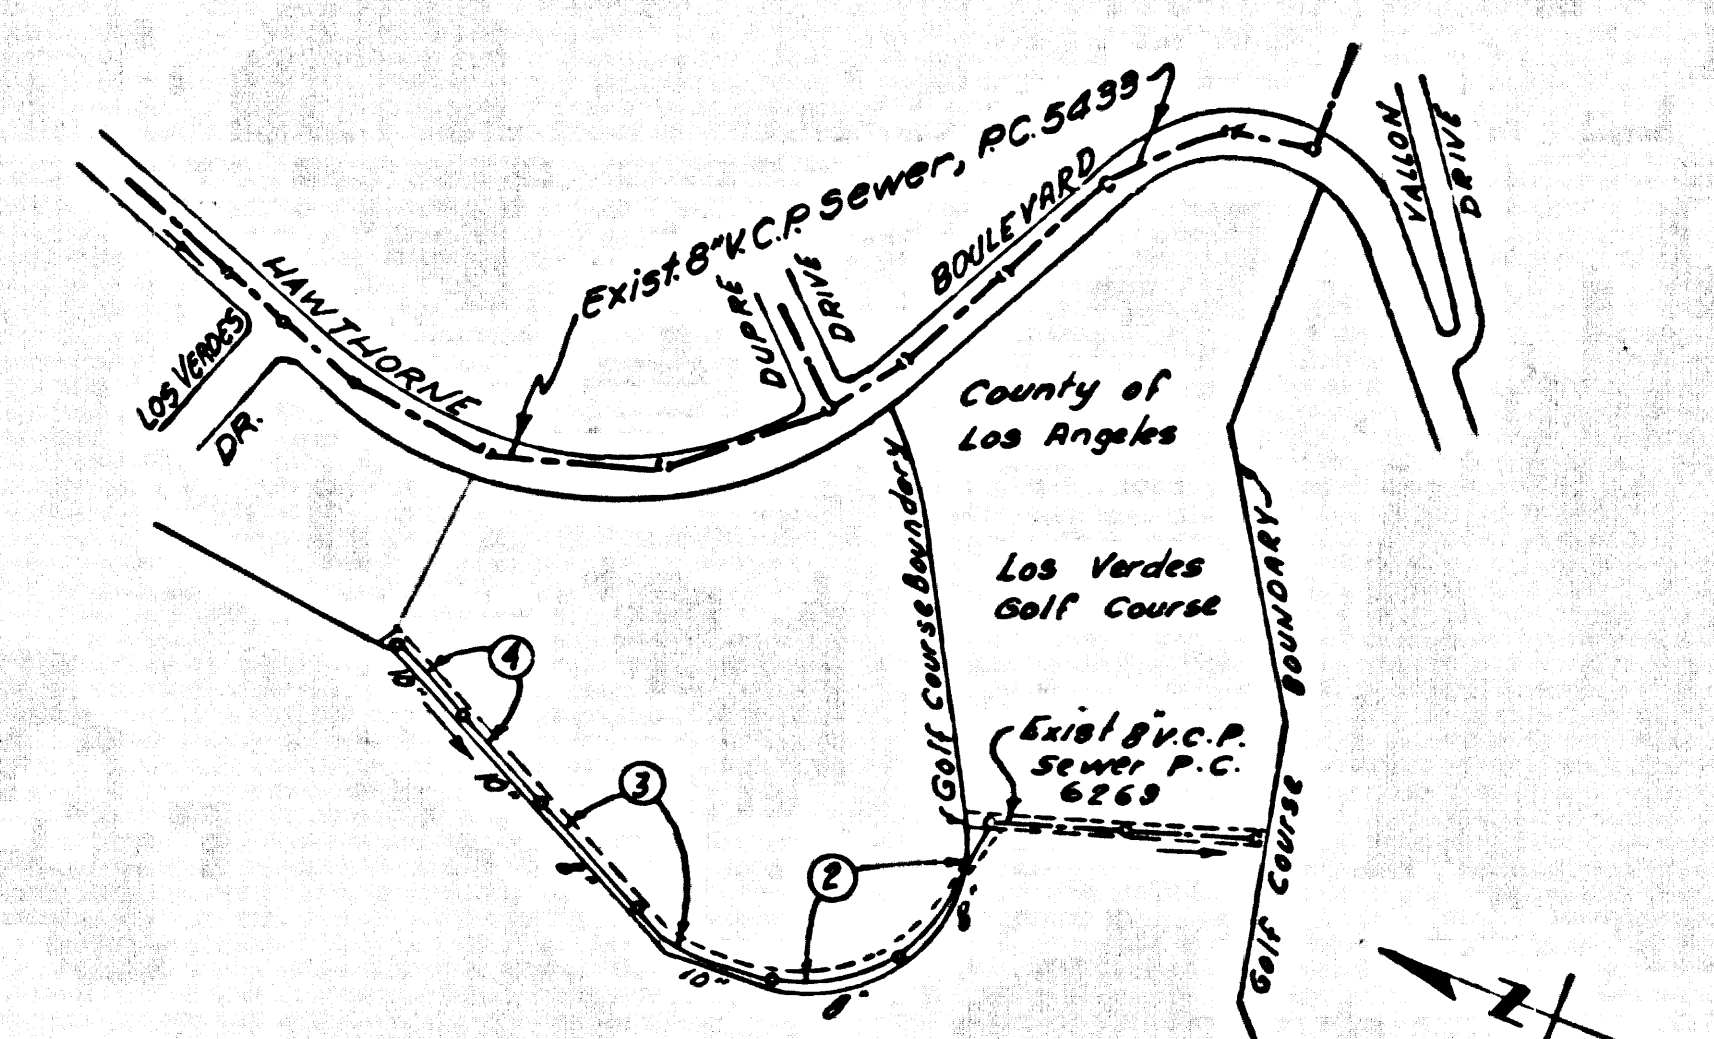 Exist. 8" V.C.P. Sewer, P.C. 5433
HAWTHORNE
BOULEVARD
VALLON
DRIVE
DUPRE
DRIVE
LOS VERDES
DR.
County of
Los Angeles
Los Verdes
Golf Course
Golf Course Boundary
GOLF COURSE BOUNDARY
Exist 8" V.C.P.
Sewer P.C.
6269
4
3
2
10"
10"
8"
10"
8"
8"
N